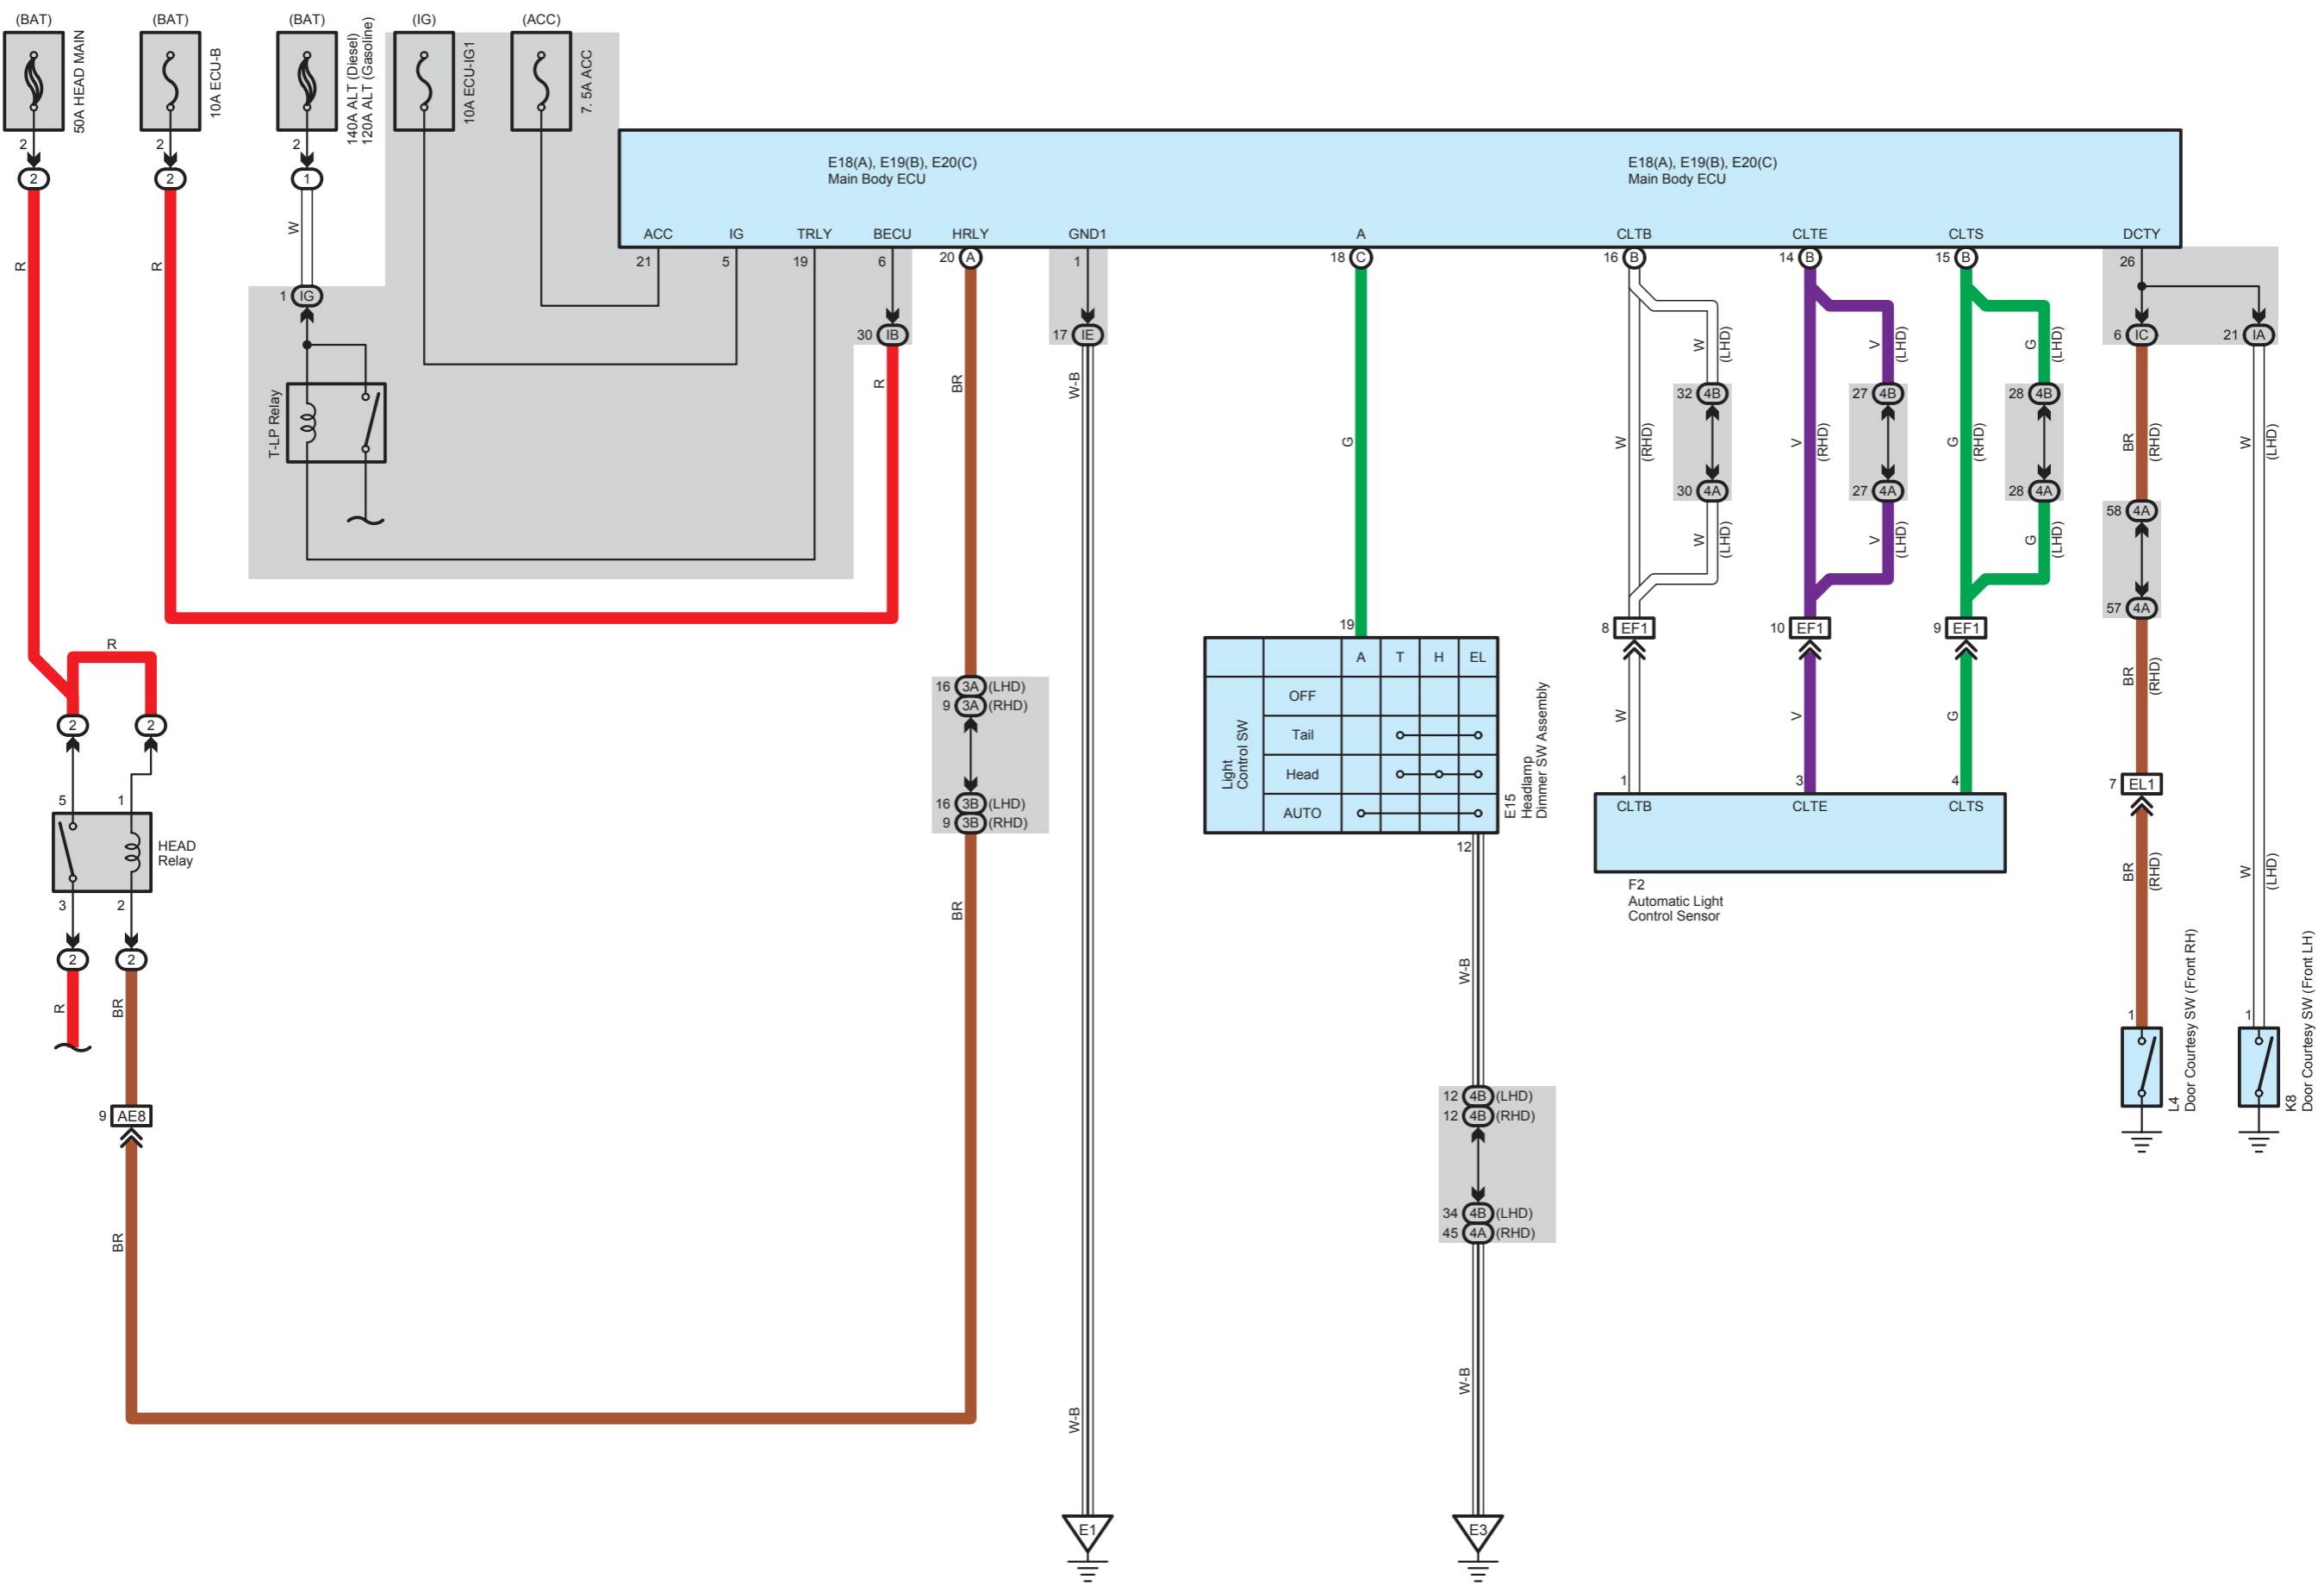 (BAT)
(BAT)
(BAT)
(IG)
(ACC)
50A HEAD MAIN
10A ECU-B
140A ALT (Diesel)
120A ALT (Gasoline)
10A ECU-IG1
7. 5A ACC
2
2
2
2
2
1
E18(A), E19(B), E20(C)
Main Body ECU
E18(A), E19(B), E20(C)
Main Body ECU
ACC
IG
TRLY
BECU
HRLY
GND1
A
CLTB
CLTE
CLTS
DCTY
21
5
19
6
20 A
1
18 C
16 B
14 B
15 B
26
R
R
W
1 IG
30 IB
17 IE
6 IC
21 IA
T-LP Relay
R
BR
W-B
G
W
(RHD)
W
(LHD)
V
(RHD)
V
(LHD)
G
(RHD)
G
(LHD)
BR
(RHD)
W
(LHD)
32 4B
27 4B
28 4B
30 4A
27 4A
28 4A
58 4A
57 4A
W
(LHD)
V
(LHD)
G
(LHD)
8 EF1
10 EF1
9 EF1
R
2
2
5
1
HEAD
Relay
3
2
2
2
R
BR
9 AE8
BR
16 3A (LHD)
9 3A (RHD)
16 3B (LHD)
9 3B (RHD)
BR
19
A T H EL
Light
Control SW
OFF
Tail
Head
AUTO
E15
Headlamp
Dimmer SW Assembly
12
W
V
G
1
3
4
CLTB
CLTE
CLTS
F2
Automatic Light
Control Sensor
BR
(RHD)
7 EL1
BR
(RHD)
W
(LHD)
1
1
L4
Door Courtesy SW (Front RH)
K8
Door Courtesy SW (Front LH)
W-B
12 4B (LHD)
12 4B (RHD)
34 4B (LHD)
45 4A (RHD)
W-B
W-B
E1
E3